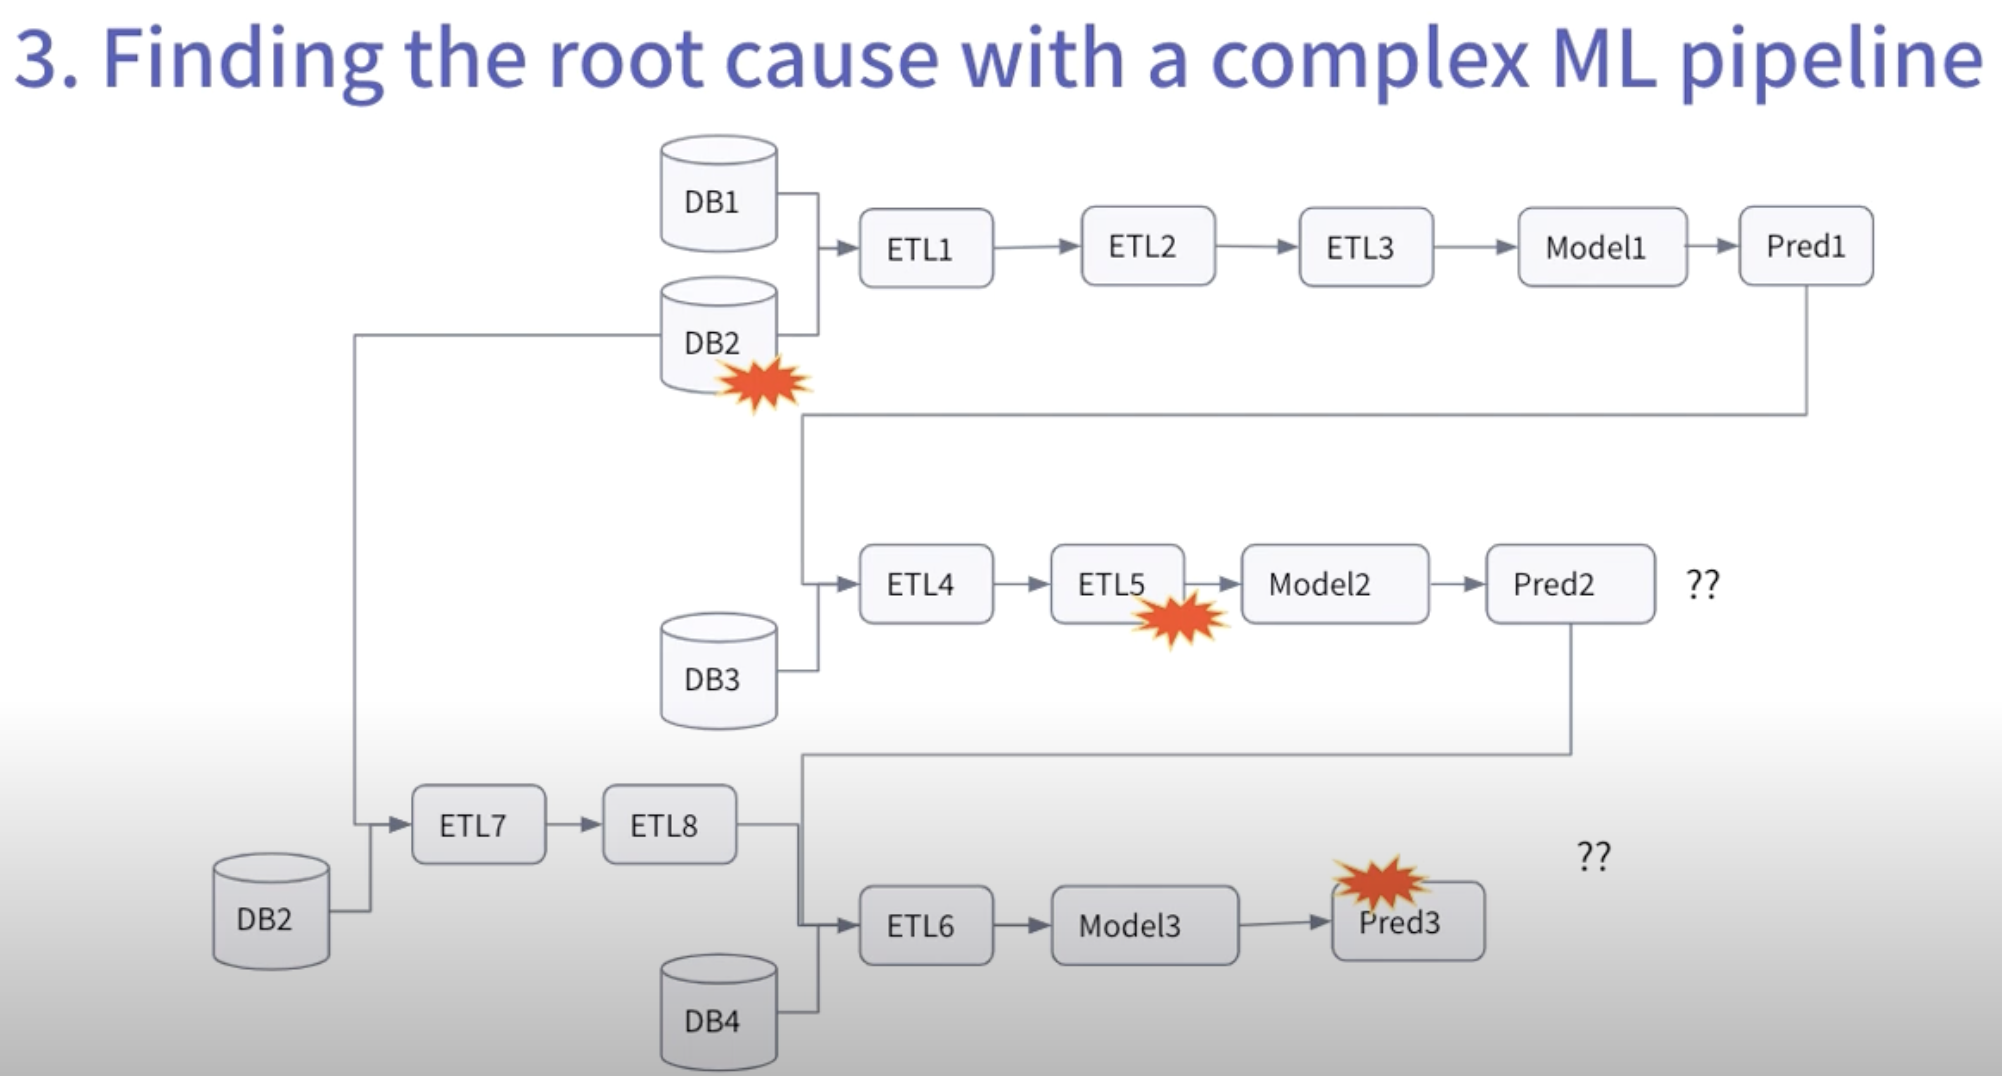 3. Finding the root cause with a complex ML pipeline
DB1
ETL1
ETL2
ETL3
Model1
Pred1
DB2
ETL4
ETL5
Model2
Pred2
??
DB3
ETL7
ETL8
??
DB2
ETL6
Model3
Pred3
DB4